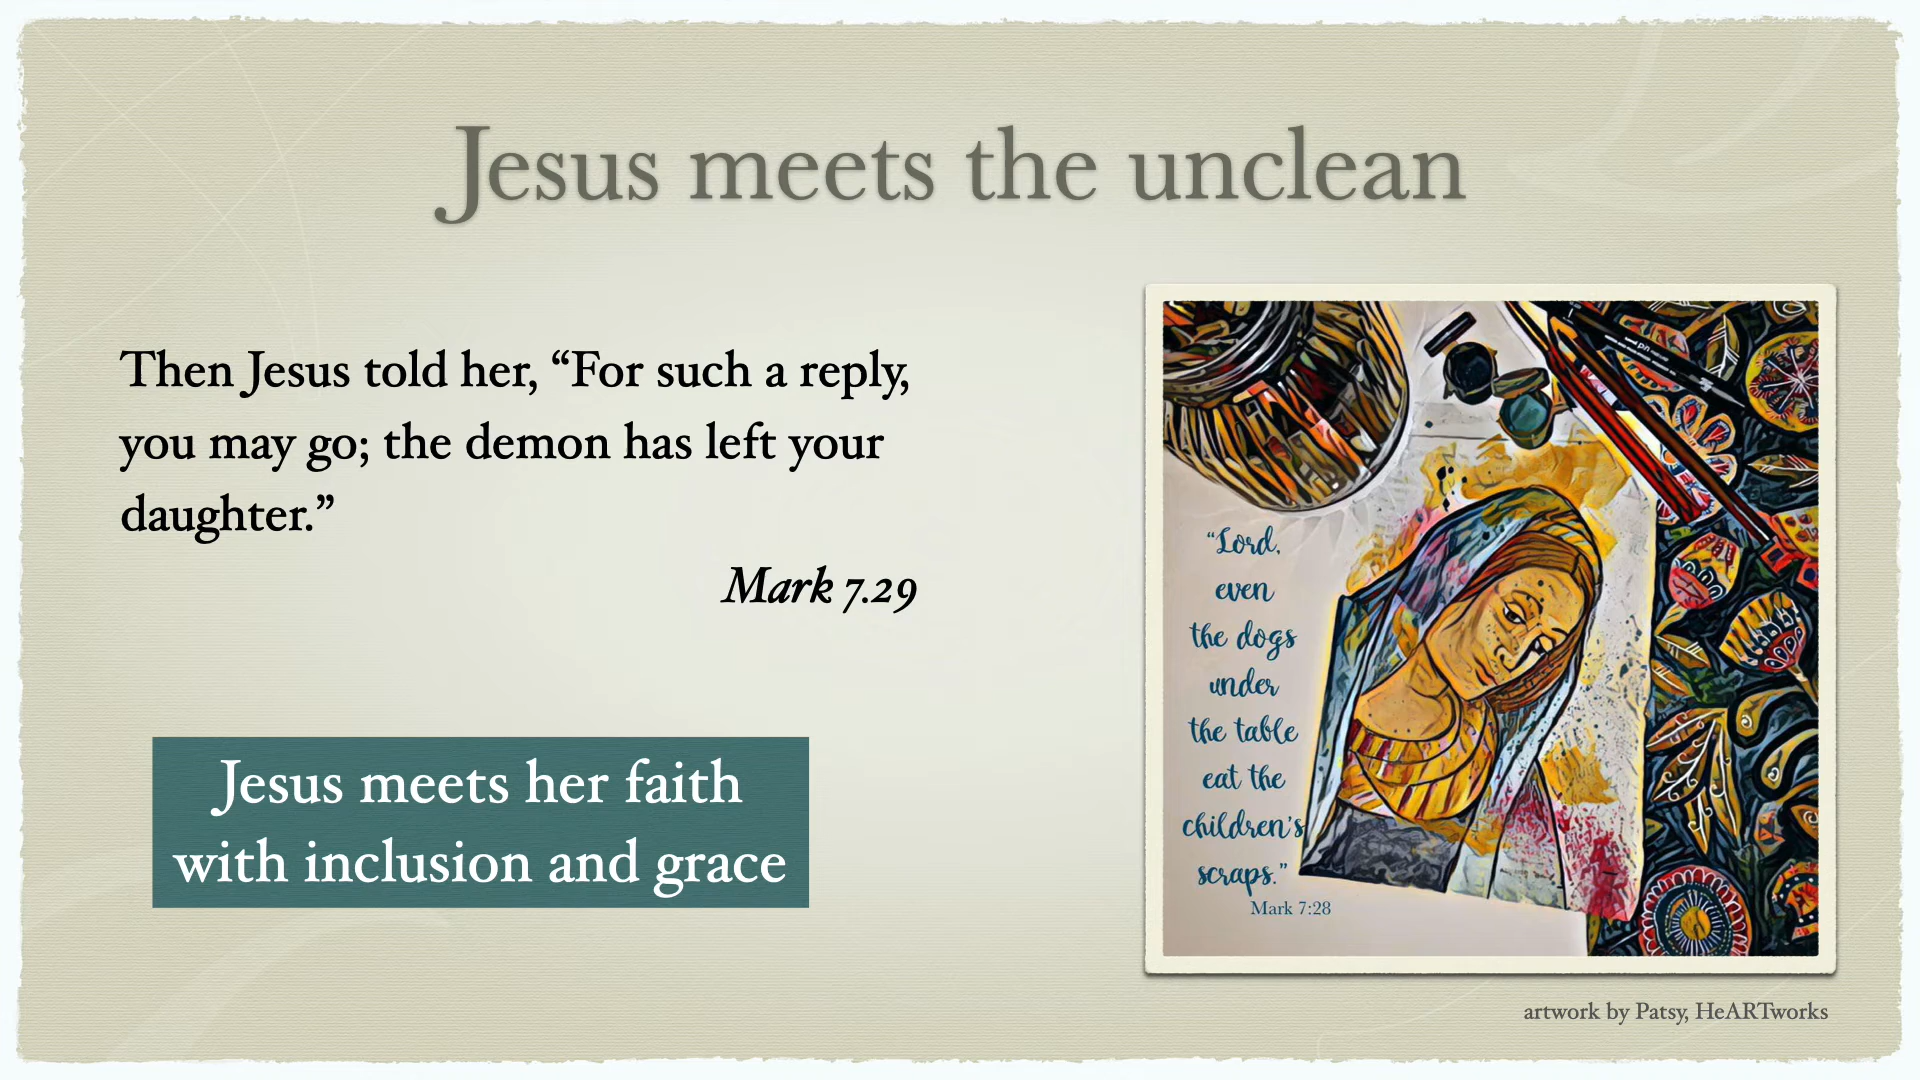 Jesus meets the unclean
Then Jesus told her, “For such a reply,
you may go; the demon has left your
daughter.”
Mark 7.29
Jesus meets her faith
with inclusion and grace
“Lord,
even
the dogs
under
the table
eat the
children’s
scraps.”
Mark 7:28
artwork by Patsy, HeARTworks